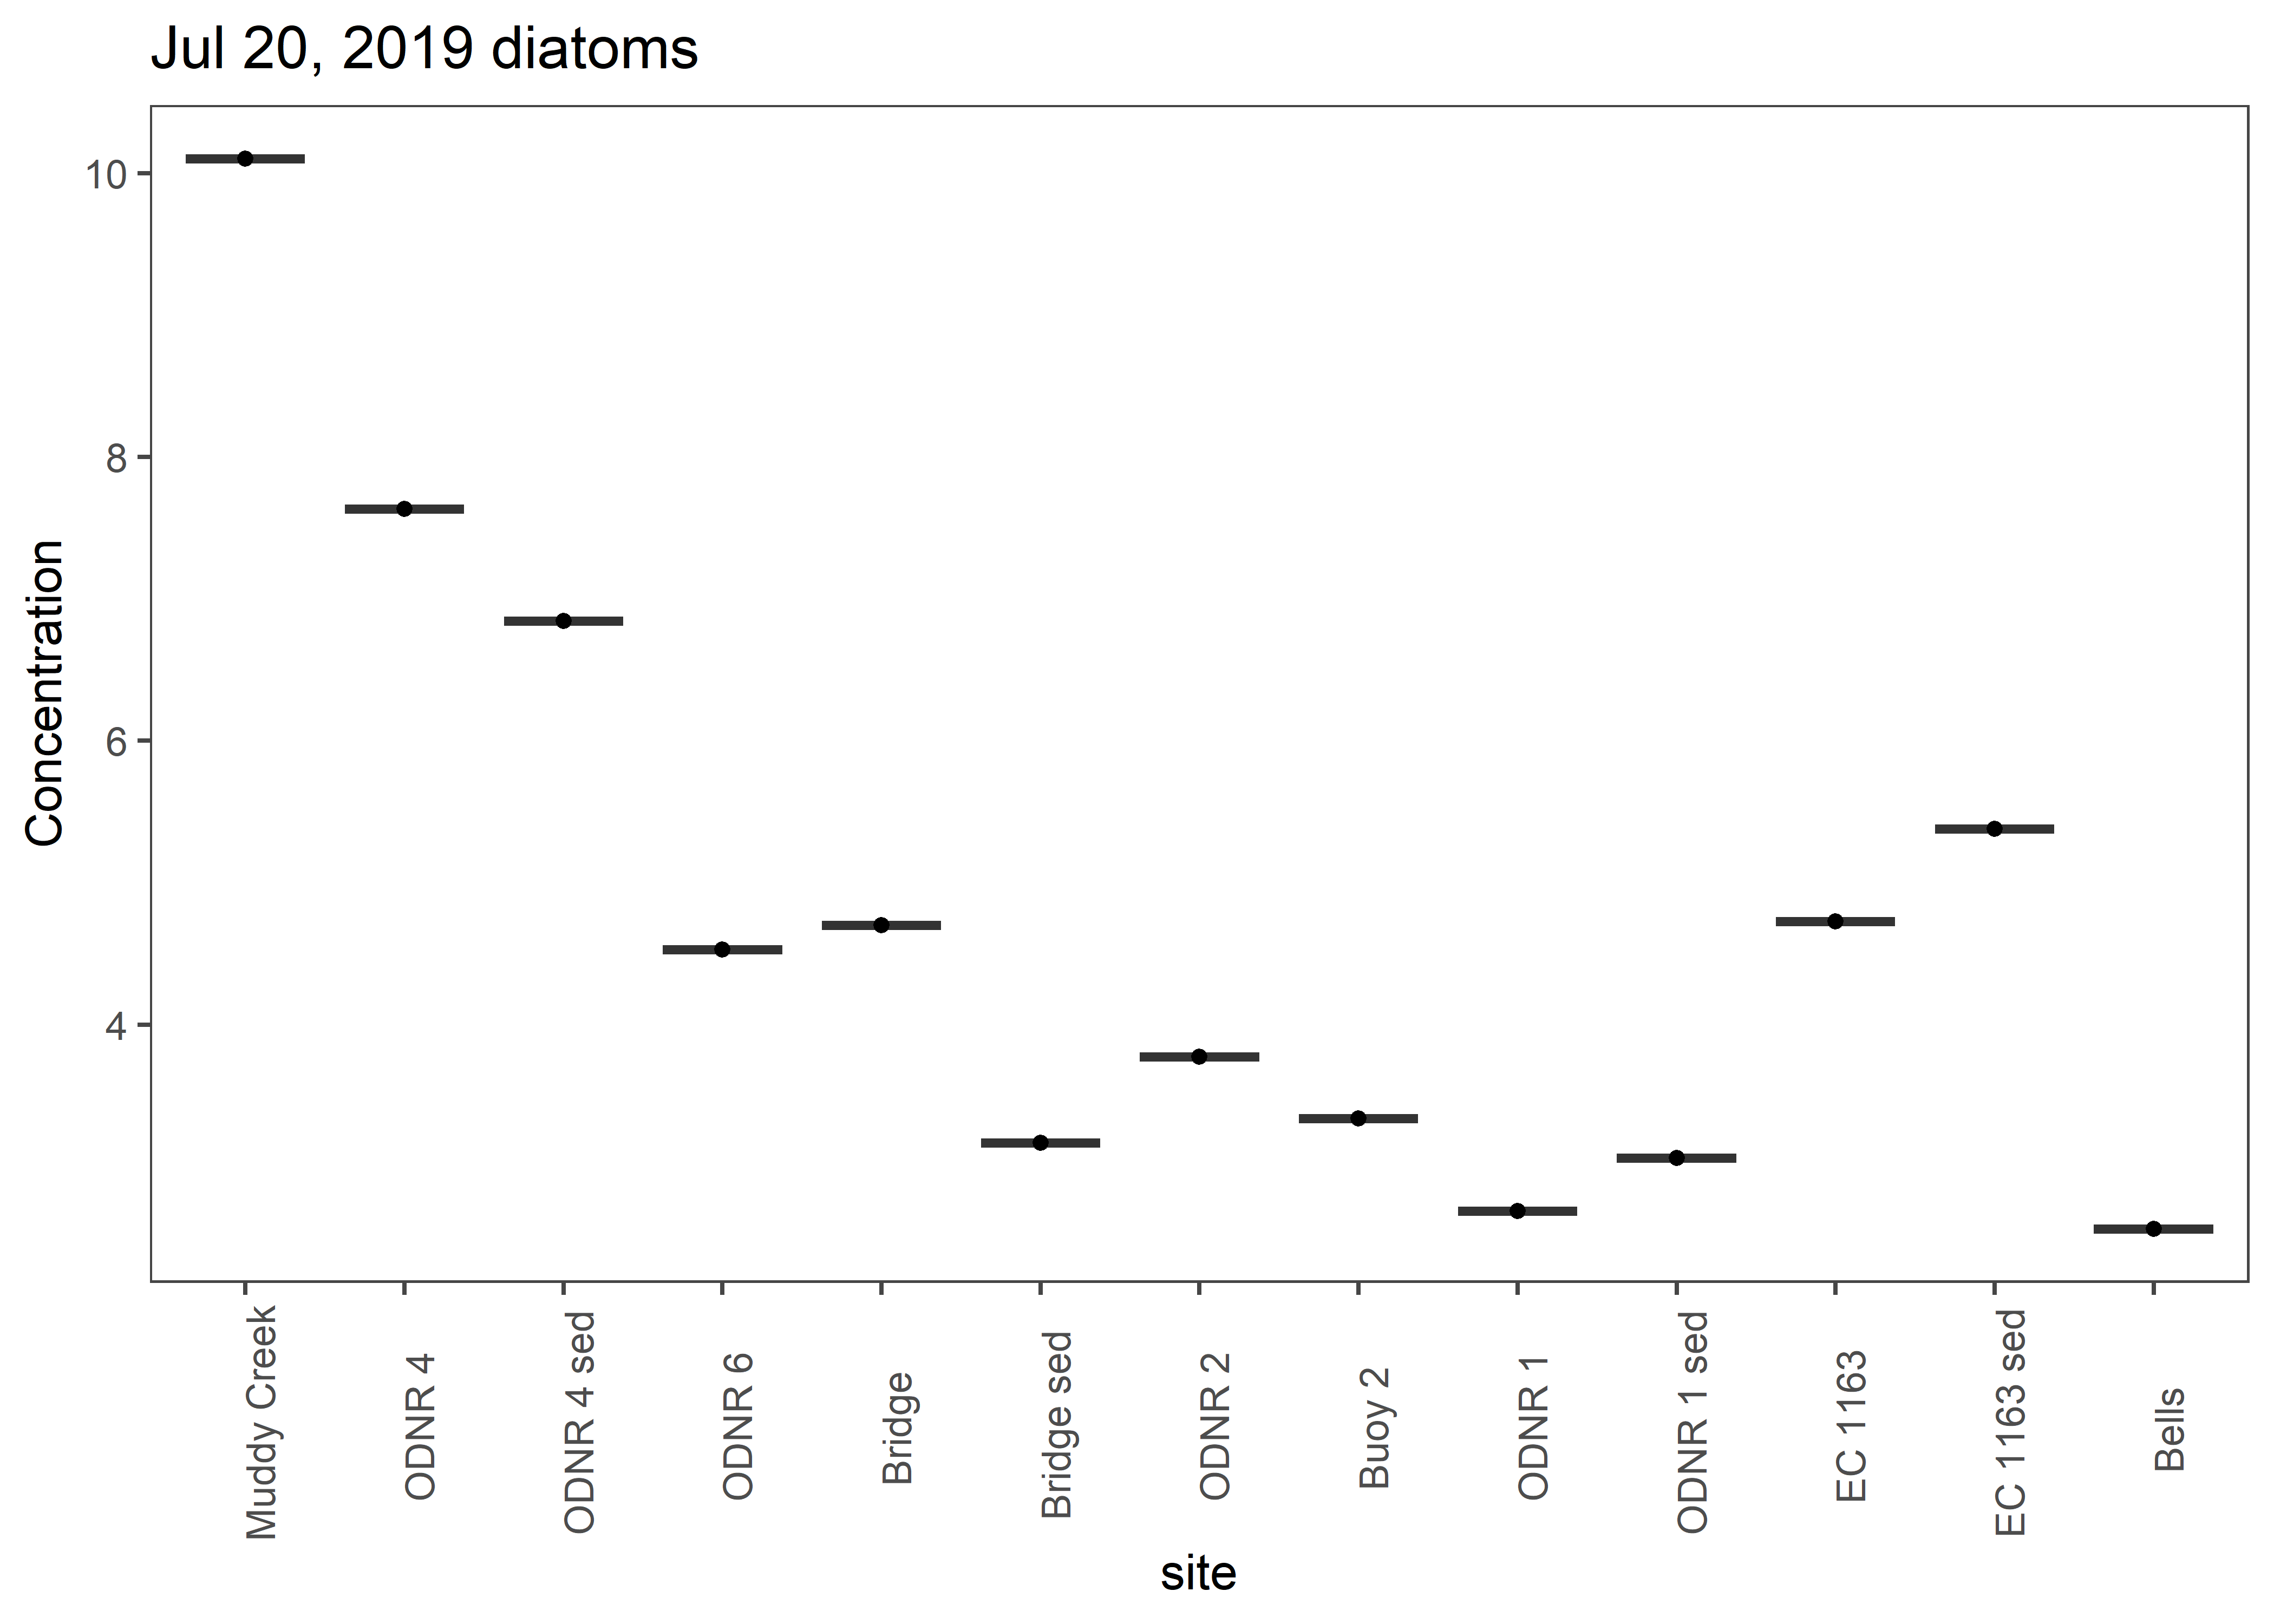 Jul 20, 2019 diatoms
Concentration
10
8
6
4
Muddy Creek
ODNR 4
ODNR 4 sed
ODNR 6
Bridge
Bridge sed
ODNR 2
Buoy 2
ODNR 1
ODNR 1 sed
EC 1163
EC 1163 sed
Bells
site